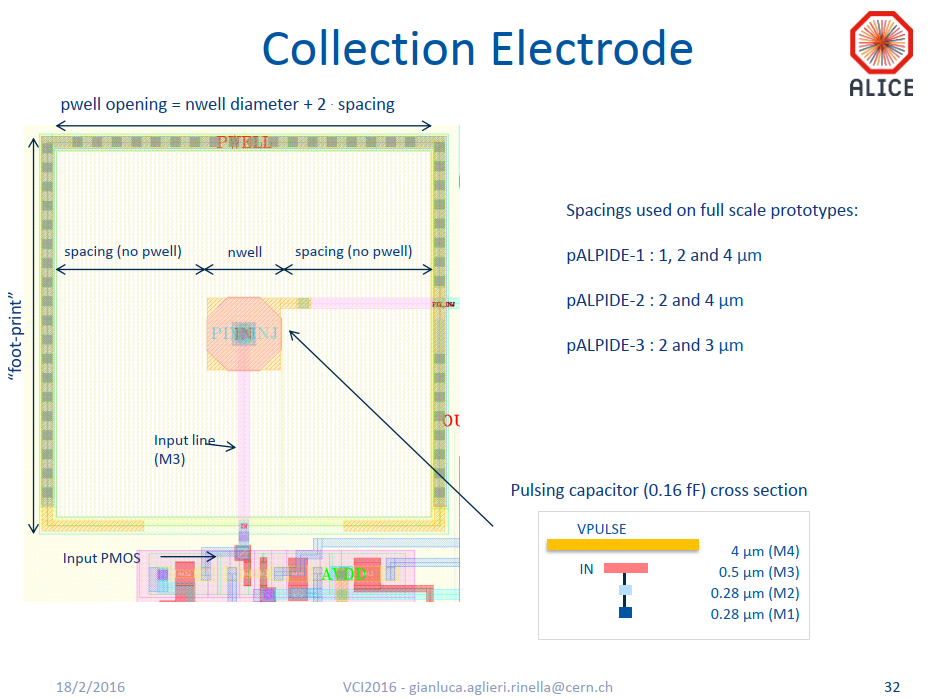 Collection Electrode
ALICE
pwell opening = nwell diameter + 2 · spacing
PWELL
spacing (no pwell)
nwell
spacing (no pwell)
"foot-print"
Input line
(M3)
Input PMOS
AVDD
Spacings used on full scale prototypes:
pALPIDE-1 : 1, 2 and 4 µm
pALPIDE-2 : 2 and 4 µm
pALPIDE-3 : 2 and 3 µm
Pulsing capacitor (0.16 fF) cross section
VPULSE
IN
4 µm (M4)
0.5 µm (M3)
0.28 µm (M2)
0.28 µm (M1)
18/2/2016
VCI2016 - gianluca.aglieri.rinella@cern.ch
32